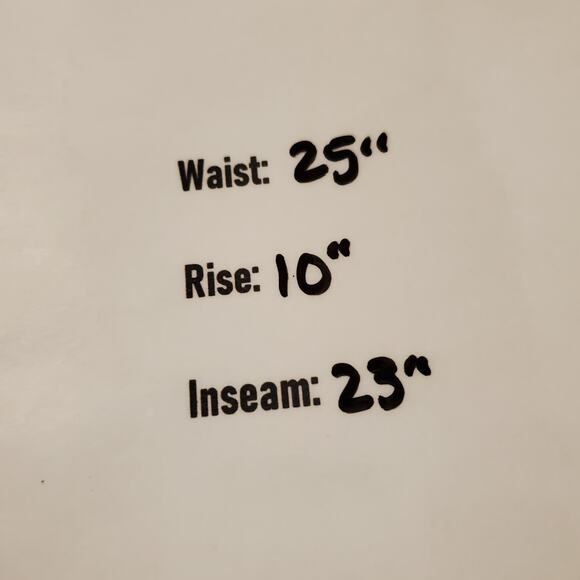 Waist: 25"
Rise: 10"
Inseam: 23"